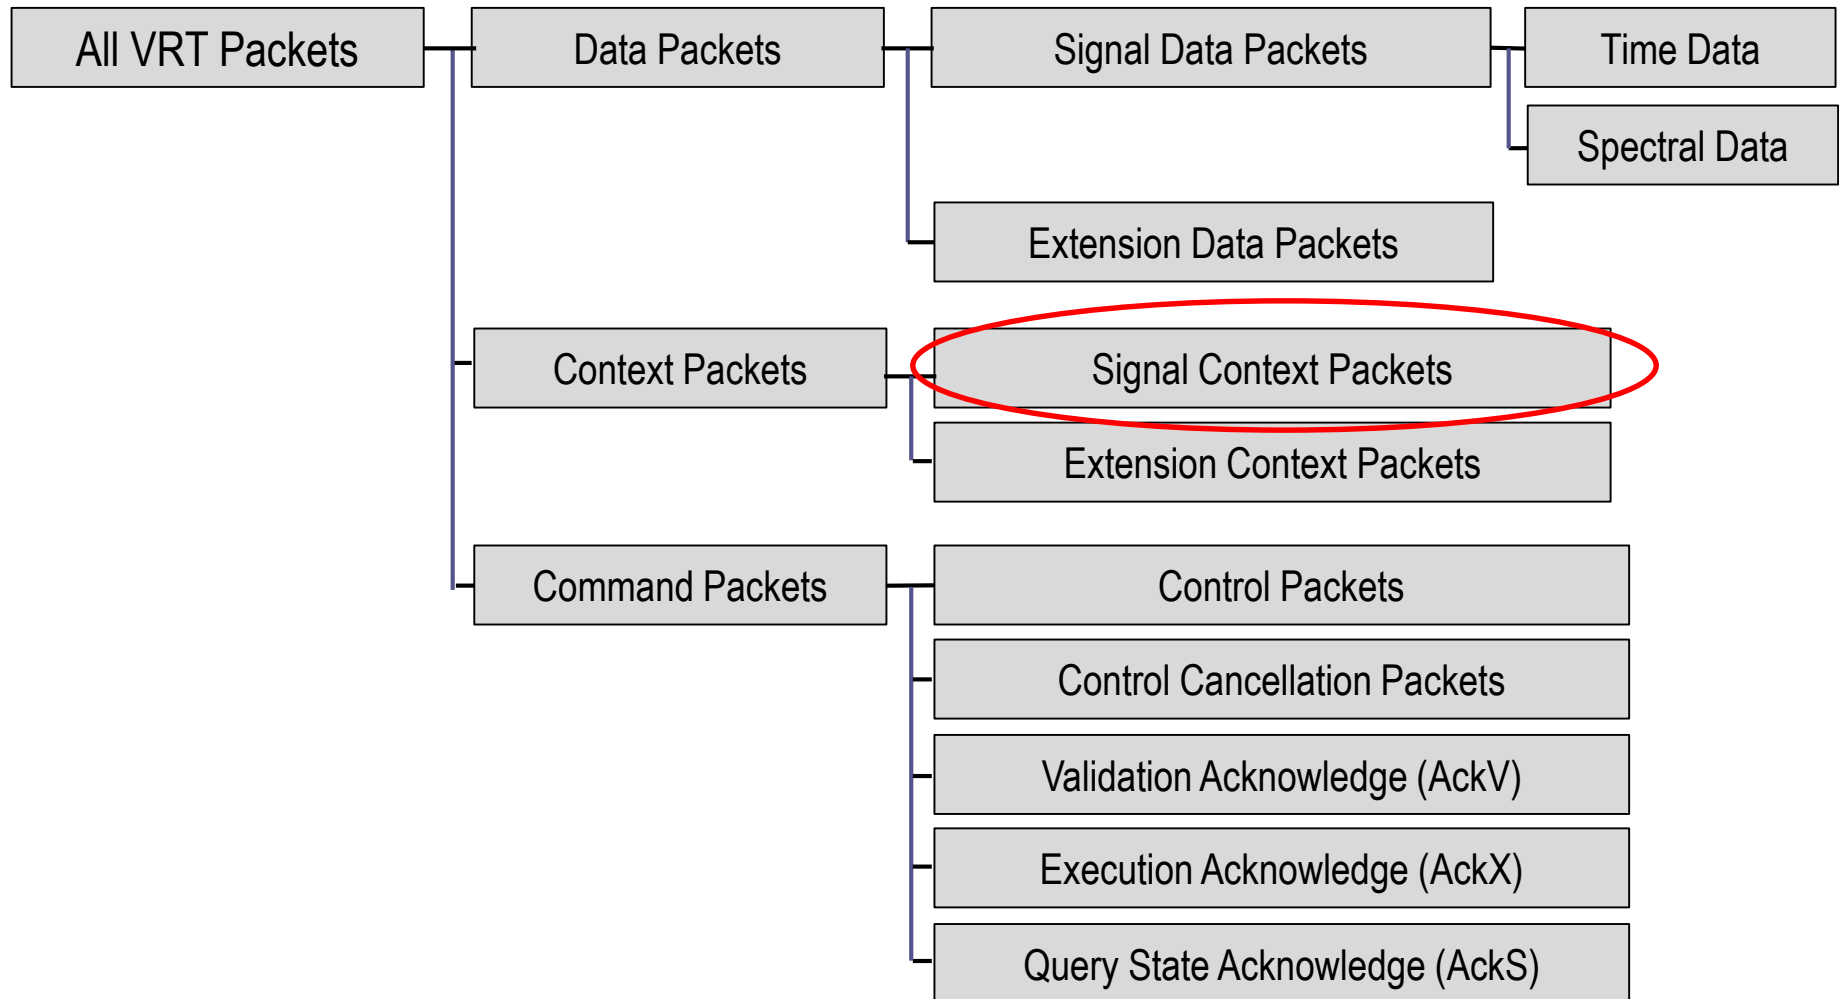 All VRT Packets
Data Packets
Signal Data Packets
Time Data
Spectral Data
Extension Data Packets
Context Packets
Signal Context Packets
Extension Context Packets
Command Packets
Control Packets
Control Cancellation Packets
Validation Acknowledge (AckV)
Execution Acknowledge (AckX)
Query State Acknowledge (AckS)